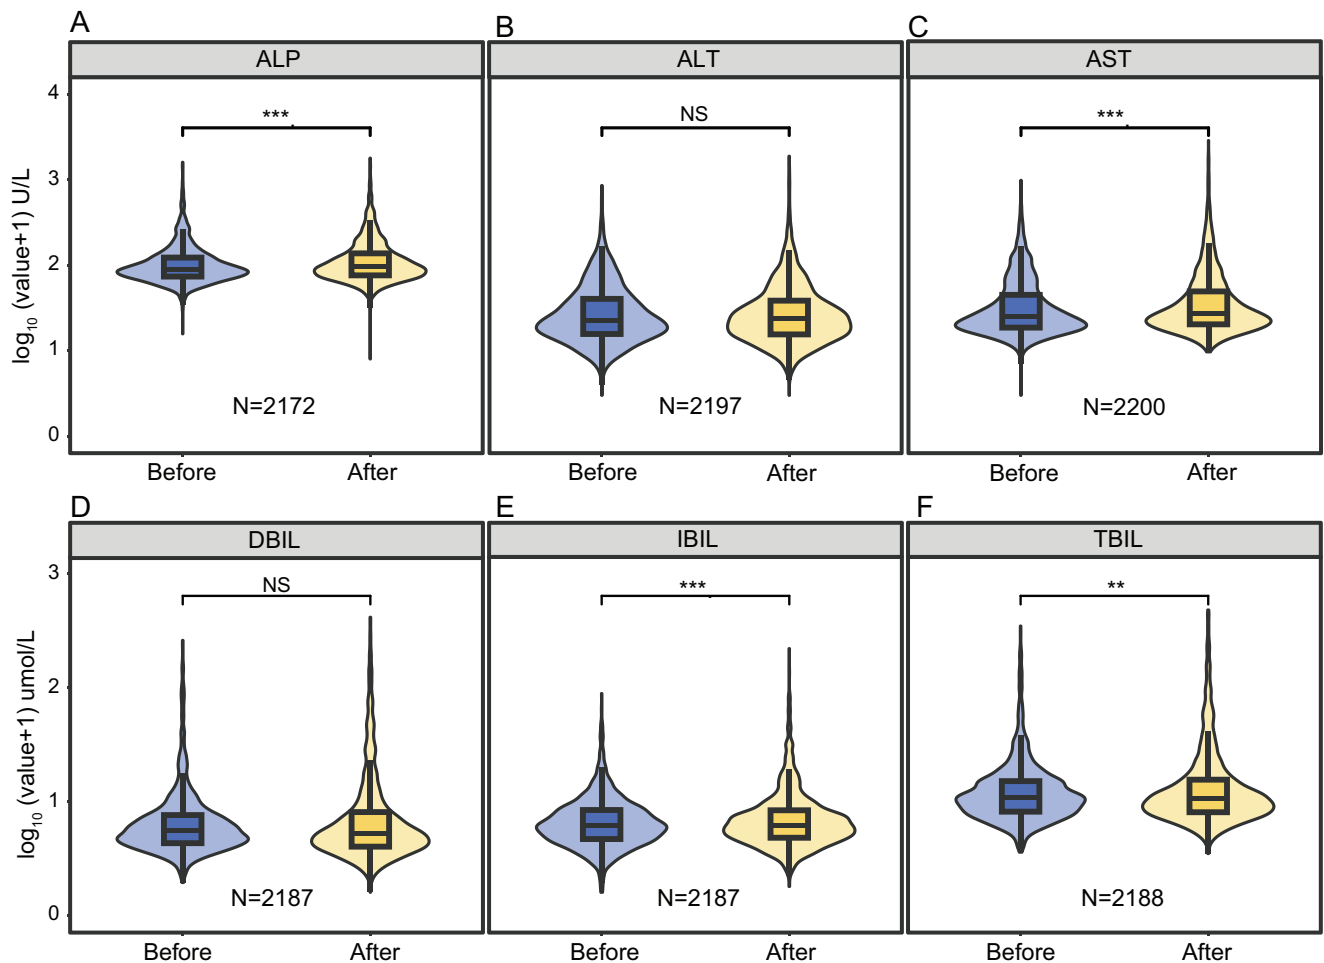 A
B
C
ALP
ALT
AST
4
3
2
1
0
log10 (value+1) U/L
***
NS
***
N=2172
N=2197
N=2200
Before
After
Before
After
Before
After
D
E
F
DBIL
IBIL
TBIL
3
2
1
0
log10 (value+1) umol/L
NS
***
**
N=2187
N=2187
N=2188
Before
After
Before
After
Before
After